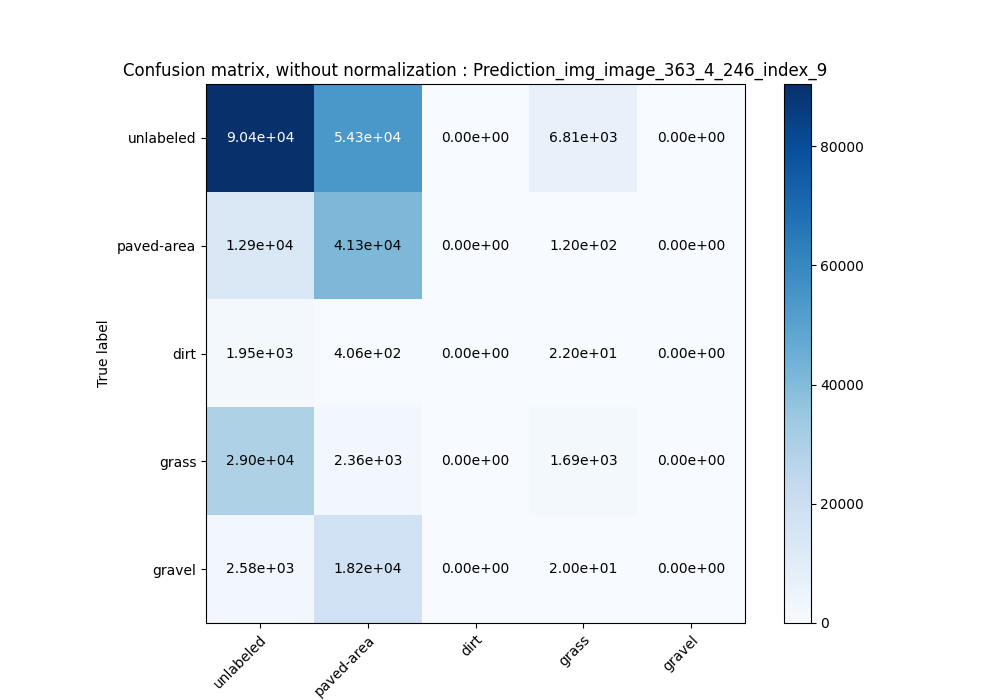 Confusion matrix, without normalization : Prediction_img_image_363_4_246_index_9
True label
unlabeled 9.04e+04 5.43e+04 0.00e+00 6.81e+03 0.00e+00
paved-area 1.29e+04 4.13e+04 0.00e+00 1.20e+02 0.00e+00
dirt 1.95e+03 4.06e+02 0.00e+00 2.20e+01 0.00e+00
grass 2.90e+04 2.36e+03 0.00e+00 1.69e+03 0.00e+00
gravel 2.58e+03 1.82e+04 0.00e+00 2.00e+01 0.00e+00
unlabeled paved-area dirt grass gravel
80000
60000
40000
20000
0